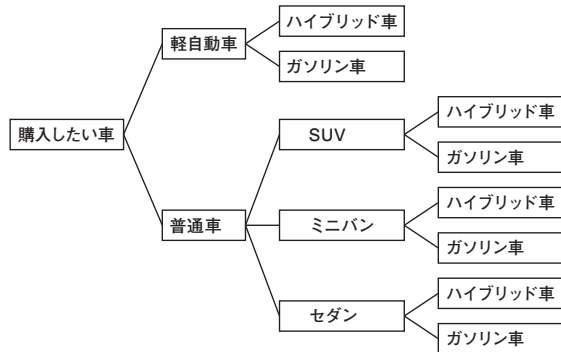 購入したい車
軽自動車
ハイブリッド車
ガソリン車
普通車
SUV
ハイブリッド車
ガソリン車
ミニバン
ハイブリッド車
ガソリン車
セダン
ハイブリッド車
ガソリン車